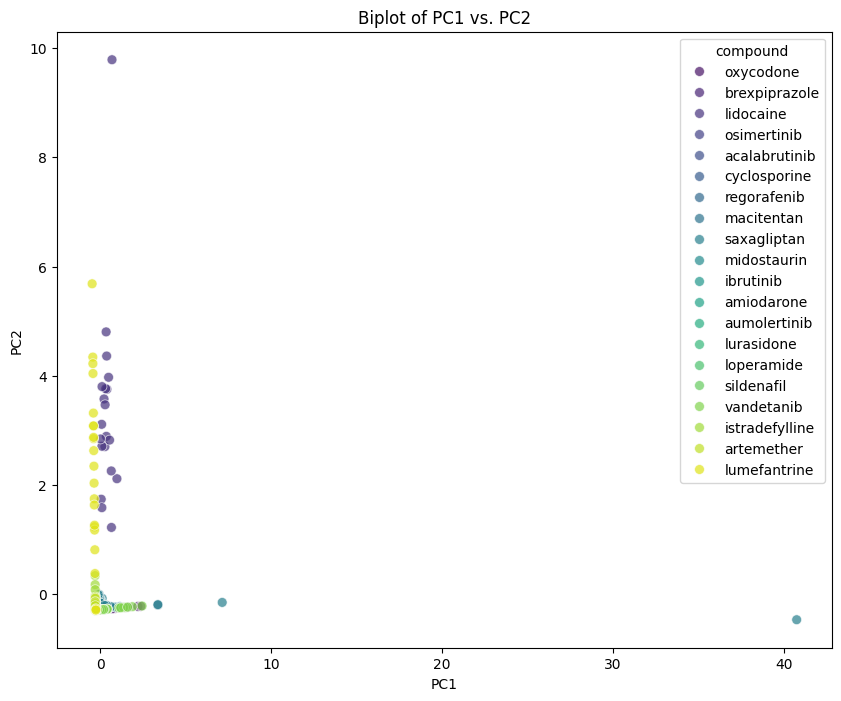 Biplot of PC1 vs. PC2
PC2
10
8
6
4
2
0
0
10
20
30
40
PC1
compound
oxycodone
brexpiprazole
lidocaine
osimertinib
acalabrutinib
cyclosporine
regorafenib
macitentan
saxagliptan
midostaurin
ibrutinib
amiodarone
aumolertinib
lurasidone
loperamide
sildenafil
vandetanib
istradefylline
artemether
lumefantrine